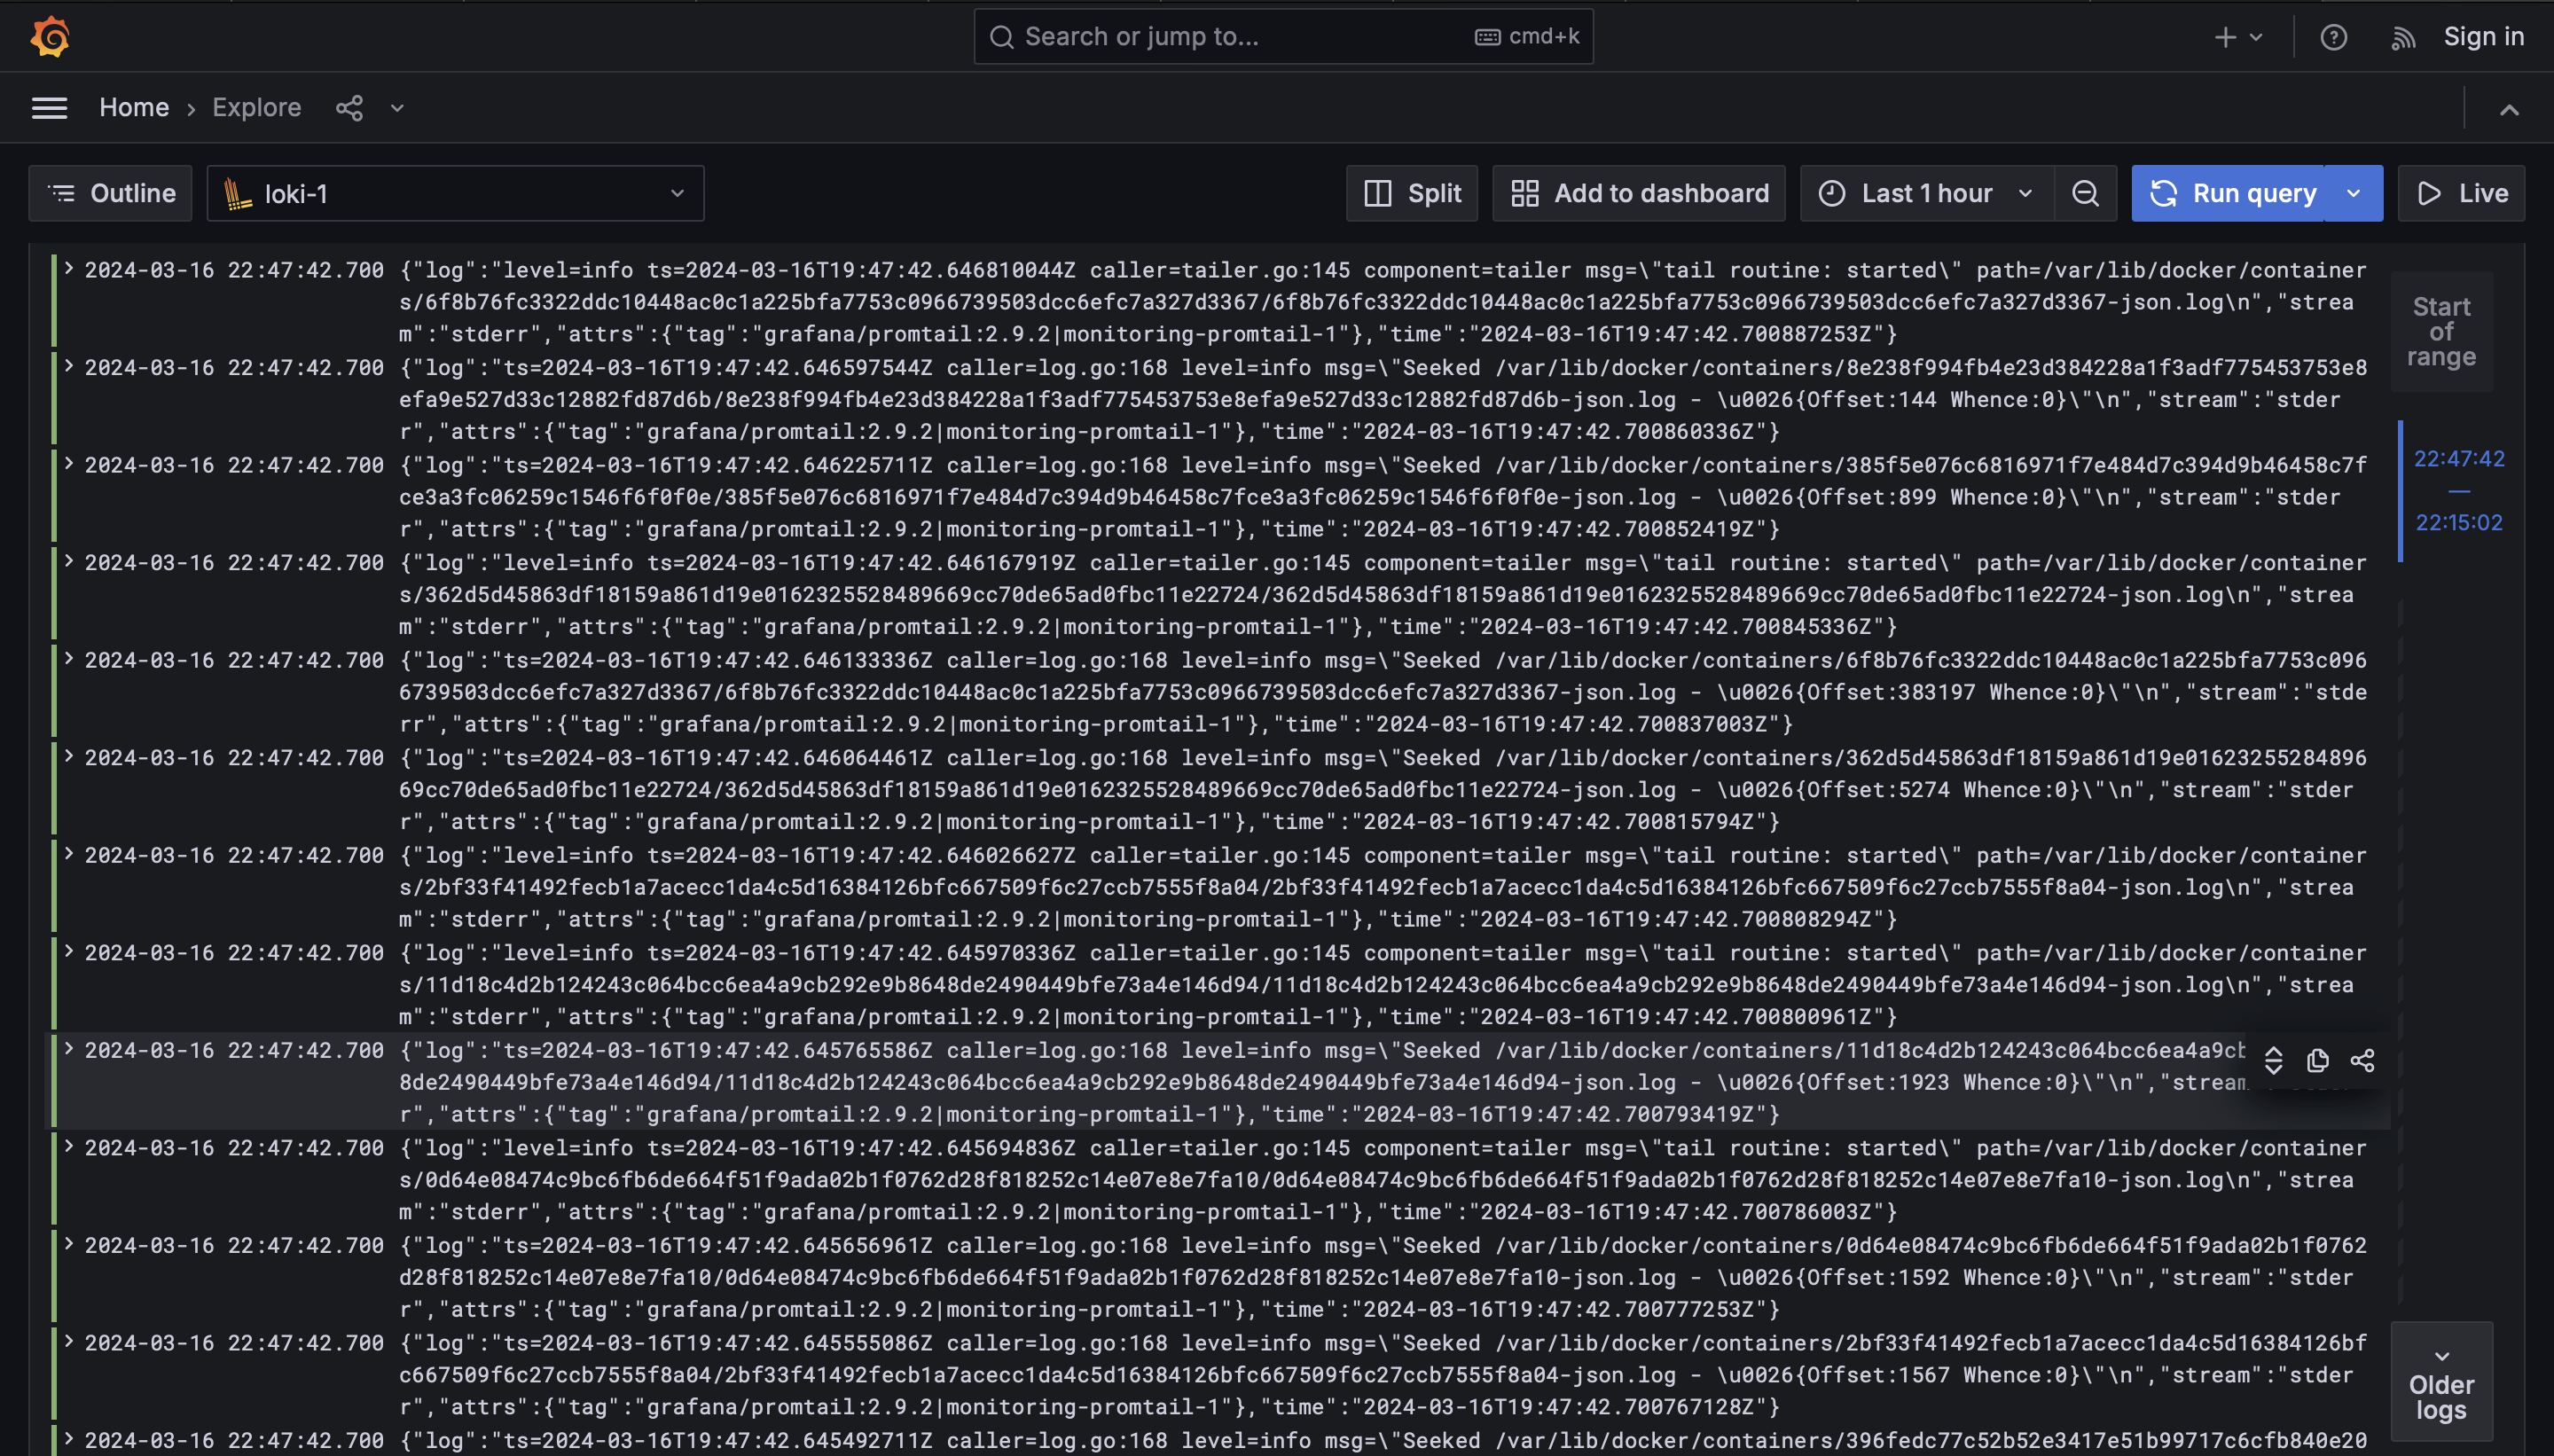 Search or jump to...
cmd+k
Sign in
Home
Explore
Outline
loki-1
Split
Add to dashboard
Last 1 hour
Run query
Live
2024-03-16 22:47:42.700 {"log":"level=info ts=2024-03-16T19:47:42.646810044Z caller=tailer.go:145 component=tailer msg=\"tail routine: started\" path=/var/lib/docker/container
s/6f8b76fc3322ddc10448ac0c1a225bfa7753c0966739503dcc6efc7a327d3367/6f8b76fc3322ddc10448ac0c1a225bfa7753c0966739503dcc6efc7a327d3367-json.log\n","strea
m":"stderr","attrs":{"tag":"grafana/promtail:2.9.2|monitoring-promtail-1"},"time":"2024-03-16T19:47:42.700887253Z"}
2024-03-16 22:47:42.700 {"log":"ts=2024-03-16T19:47:42.646597544Z caller=log.go:168 level=info msg=\"Seeked /var/lib/docker/containers/8e238f994fb4e23d384228a1f3adf775453753e8
efa9e527d33c12882fd87d6b/8e238f994fb4e23d384228a1f3adf775453753e8efa9e527d33c12882fd87d6b-json.log - \u0026{Offset:144 Whence:0}\"\n","stream":"stder
r","attrs":{"tag":"grafana/promtail:2.9.2|monitoring-promtail-1"},"time":"2024-03-16T19:47:42.700860336Z"}
2024-03-16 22:47:42.700 {"log":"ts=2024-03-16T19:47:42.646225711Z caller=log.go:168 level=info msg=\"Seeked /var/lib/docker/containers/385f5e076c6816971f7e484d7c394d9b46458c7f
ce3a3fc06259c1546f6f0f0e/385f5e076c6816971f7e484d7c394d9b46458c7fce3a3fc06259c1546f6f0f0e-json.log - \u0026{Offset:899 Whence:0}\"\n","stream":"stder
r","attrs":{"tag":"grafana/promtail:2.9.2|monitoring-promtail-1"},"time":"2024-03-16T19:47:42.700852419Z"}
2024-03-16 22:47:42.700 {"log":"level=info ts=2024-03-16T19:47:42.646167919Z caller=tailer.go:145 component=tailer msg=\"tail routine: started\" path=/var/lib/docker/container
s/362d5d45863df18159a861d19e0162325528489669cc70de65ad0fbc11e22724/362d5d45863df18159a861d19e0162325528489669cc70de65ad0fbc11e22724-json.log\n","strea
m":"stderr","attrs":{"tag":"grafana/promtail:2.9.2|monitoring-promtail-1"},"time":"2024-03-16T19:47:42.700845336Z"}
2024-03-16 22:47:42.700 {"log":"ts=2024-03-16T19:47:42.646133336Z caller=log.go:168 level=info msg=\"Seeked /var/lib/docker/containers/6f8b76fc3322ddc10448ac0c1a225bfa7753c096
6739503dcc6efc7a327d3367/6f8b76fc3322ddc10448ac0c1a225bfa7753c0966739503dcc6efc7a327d3367-json.log - \u0026{Offset:383197 Whence:0}\"\n","stream":"stde
rr","attrs":{"tag":"grafana/promtail:2.9.2|monitoring-promtail-1"},"time":"2024-03-16T19:47:42.700837003Z"}
2024-03-16 22:47:42.700 {"log":"ts=2024-03-16T19:47:42.646064461Z caller=log.go:168 level=info msg=\"Seeked /var/lib/docker/containers/362d5d45863df18159a861d19e01623255284896
69cc70de65ad0fbc11e22724/362d5d45863df18159a861d19e0162325528489669cc70de65ad0fbc11e22724-json.log - \u0026{Offset:5274 Whence:0}\"\n","stream":"stder
r","attrs":{"tag":"grafana/promtail:2.9.2|monitoring-promtail-1"},"time":"2024-03-16T19:47:42.700815794Z"}
2024-03-16 22:47:42.700 {"log":"level=info ts=2024-03-16T19:47:42.646026627Z caller=tailer.go:145 component=tailer msg=\"tail routine: started\" path=/var/lib/docker/container
s/2bf33f41492fecb1a7acecc1da4c5d16384126bfc667509f6c27ccb7555f8a04/2bf33f41492fecb1a7acecc1da4c5d16384126bfc667509f6c27ccb7555f8a04-json.log\n","strea
m":"stderr","attrs":{"tag":"grafana/promtail:2.9.2|monitoring-promtail-1"},"time":"2024-03-16T19:47:42.700808294Z"}
2024-03-16 22:47:42.700 {"log":"level=info ts=2024-03-16T19:47:42.645970336Z caller=tailer.go:145 component=tailer msg=\"tail routine: started\" path=/var/lib/docker/container
s/11d18c4d2b124243c064bcc6ea4a9cb292e9b8648de2490449bfe73a4e146d94/11d18c4d2b124243c064bcc6ea4a9cb292e9b8648de2490449bfe73a4e146d94-json.log\n","strea
m":"stderr","attrs":{"tag":"grafana/promtail:2.9.2|monitoring-promtail-1"},"time":"2024-03-16T19:47:42.700800961Z"}
2024-03-16 22:47:42.700 {"log":"ts=2024-03-16T19:47:42.645765586Z caller=log.go:168 level=info msg=\"Seeked /var/lib/docker/containers/11d18c4d2b124243c064bcc6ea4a9cb
8de2490449bfe73a4e146d94/11d18c4d2b124243c064bcc6ea4a9cb292e9b8648de2490449bfe73a4e146d94-json.log - \u0026{Offset:1923 Whence:0}\"\n","stream
r","attrs":{"tag":"grafana/promtail:2.9.2|monitoring-promtail-1"},"time":"2024-03-16T19:47:42.700793419Z"}
2024-03-16 22:47:42.700 {"log":"level=info ts=2024-03-16T19:47:42.645694836Z caller=tailer.go:145 component=tailer msg=\"tail routine: started\" path=/var/lib/docker/container
s/0d64e08474c9bc6fb6de664f51f9ada02b1f0762d28f818252c14e07e8e7fa10/0d64e08474c9bc6fb6de664f51f9ada02b1f0762d28f818252c14e07e8e7fa10-json.log\n","strea
m":"stderr","attrs":{"tag":"grafana/promtail:2.9.2|monitoring-promtail-1"},"time":"2024-03-16T19:47:42.700786003Z"}
2024-03-16 22:47:42.700 {"log":"ts=2024-03-16T19:47:42.645656961Z caller=log.go:168 level=info msg=\"Seeked /var/lib/docker/containers/0d64e08474c9bc6fb6de664f51f9ada02b1f0762
d28f818252c14e07e8e7fa10/0d64e08474c9bc6fb6de664f51f9ada02b1f0762d28f818252c14e07e8e7fa10-json.log - \u0026{Offset:1592 Whence:0}\"\n","stream":"stder
r","attrs":{"tag":"grafana/promtail:2.9.2|monitoring-promtail-1"},"time":"2024-03-16T19:47:42.700777253Z"}
2024-03-16 22:47:42.700 {"log":"ts=2024-03-16T19:47:42.645555086Z caller=log.go:168 level=info msg=\"Seeked /var/lib/docker/containers/2bf33f41492fecb1a7acecc1da4c5d16384126bf
c667509f6c27ccb7555f8a04/2bf33f41492fecb1a7acecc1da4c5d16384126bfc667509f6c27ccb7555f8a04-json.log - \u0026{Offset:1567 Whence:0}\"\n","stream":"stder
r","attrs":{"tag":"grafana/promtail:2.9.2|monitoring-promtail-1"},"time":"2024-03-16T19:47:42.700767128Z"}
2024-03-16 22:47:42.700 {"log":"ts=2024-03-16T19:47:42.645492711Z caller=log.go:168 level=info msg=\"Seeked /var/lib/docker/containers/396fedc77c52b52e3417e51b99717c6cfb840e20
Start
of
range
22:47:42
—
22:15:02
Older
logs